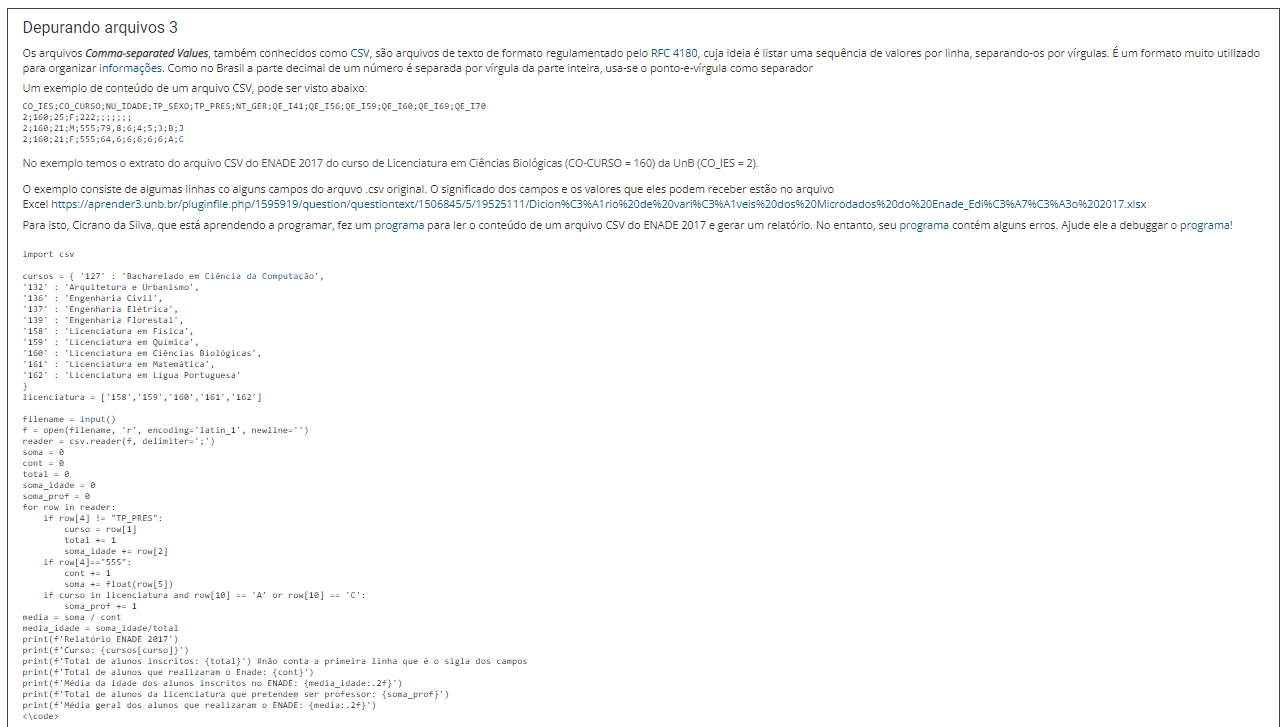 Depurando arquivos 3
Os arquivos Comma-separated Values, também conhecidos como CSV, são arquivos de texto de formato regulamentado pelo RFC 4180, cuja ideia é listar uma sequência de valores por linha, separando-os por vírgulas. É um formato muito utilizado
para organizar informações. Como no Brasil a parte decimal de um número é separada por vírgula da parte inteira, usa-se o ponto-e-vírgula como separador
Um exemplo de conteúdo de um arquivo CSV, pode ser visto abaixo:
CO_IES;CO_CURSO;NU_IDADE;TP_SEXO;TP_PRES;NT_GER;QE_I41;QE_I56;QE_I59;QE_I60;QE_I69;QE_I70
2;160;25;F;222;;;;;;;
2;160;21;M;555;79,8;6;4;5;3;B;J
2;160;21;F;555;64,6;6;6;6;6;A;C
No exemplo temos o extrato do arquivo CSV do ENADE 2017 do curso de Licenciatura em Ciências Biológicas (CO-CURSO = 160) da UnB (CO_IES = 2).
O exemplo consiste de algumas linhas co alguns campos do arquvo .csv original. O significado dos campos e os valores que eles podem receber estão no arquivo
Excel https://aprender3.unb.br/pluginfile.php/1595919/question/questiontext/1506845/5/19525111/Dicion%C3%A1rio%20de%20vari%C3%A1veis%20dos%20Microdados%20do%20Enade_Edi%C3%A7%C3%A3o%202017.xlsx
Para isto, Cicrano da Silva, que está aprendendo a programar, fez um programa para ler o conteúdo de um arquivo CSV do ENADE 2017 e gerar um relatório. No entanto, seu programa contém alguns erros. Ajude ele a debuggar o programa!
import csv
cursos = { '127' : 'Bacharelado em Ciência da Computação',
'132' : 'Arquitetura e Urbanismo',
'136' : 'Engenharia Civil',
'137' : 'Engenharia Elétrica',
'139' : 'Engenharia Florestal',
'158' : 'Licenciatura em Física',
'159' : 'Licenciatura em Química',
'160' : 'Licenciatura em Ciências Biológicas',
'161' : 'Licenciatura em Matemática',
'162' : 'Licenciatura em Lígua Portuguesa'
}
licenciatura = ['158','159','160','161','162']
filename = input()
f = open(filename, 'r', encoding='latin_1', newline='')
reader = csv.reader(f, delimiter=';')
soma = 0
cont = 0
total = 0
soma_idade = 0
soma_prof = 0
for row in reader:
    if row[4] != "TP_PRES":
        curso = row[1]
        total += 1
        soma_idade += row[2]
    if row[4]=="555":
        cont += 1
        soma += float(row[5])
    if curso in licenciatura and row[10] == 'A' or row[10] == 'C':
        soma_prof += 1
media = soma / cont
media_idade = soma_idade/total
print(f'Relatório ENADE 2017')
print(f'Curso: {cursos[curso]}')
print(f'Total de alunos inscritos: {total}') #não conta a primeira linha que é o sigla dos campos
print(f'Total de alunos que realizaram o Enade: {cont}')
print(f'Média da idade dos alunos inscritos no ENADE: {media_idade:.2f}')
print(f'Total de alunos da licenciatura que pretendem ser professor: {soma_prof}')
print(f'Média geral dos alunos que realizaram o ENADE: {media:.2f}')
<\code>